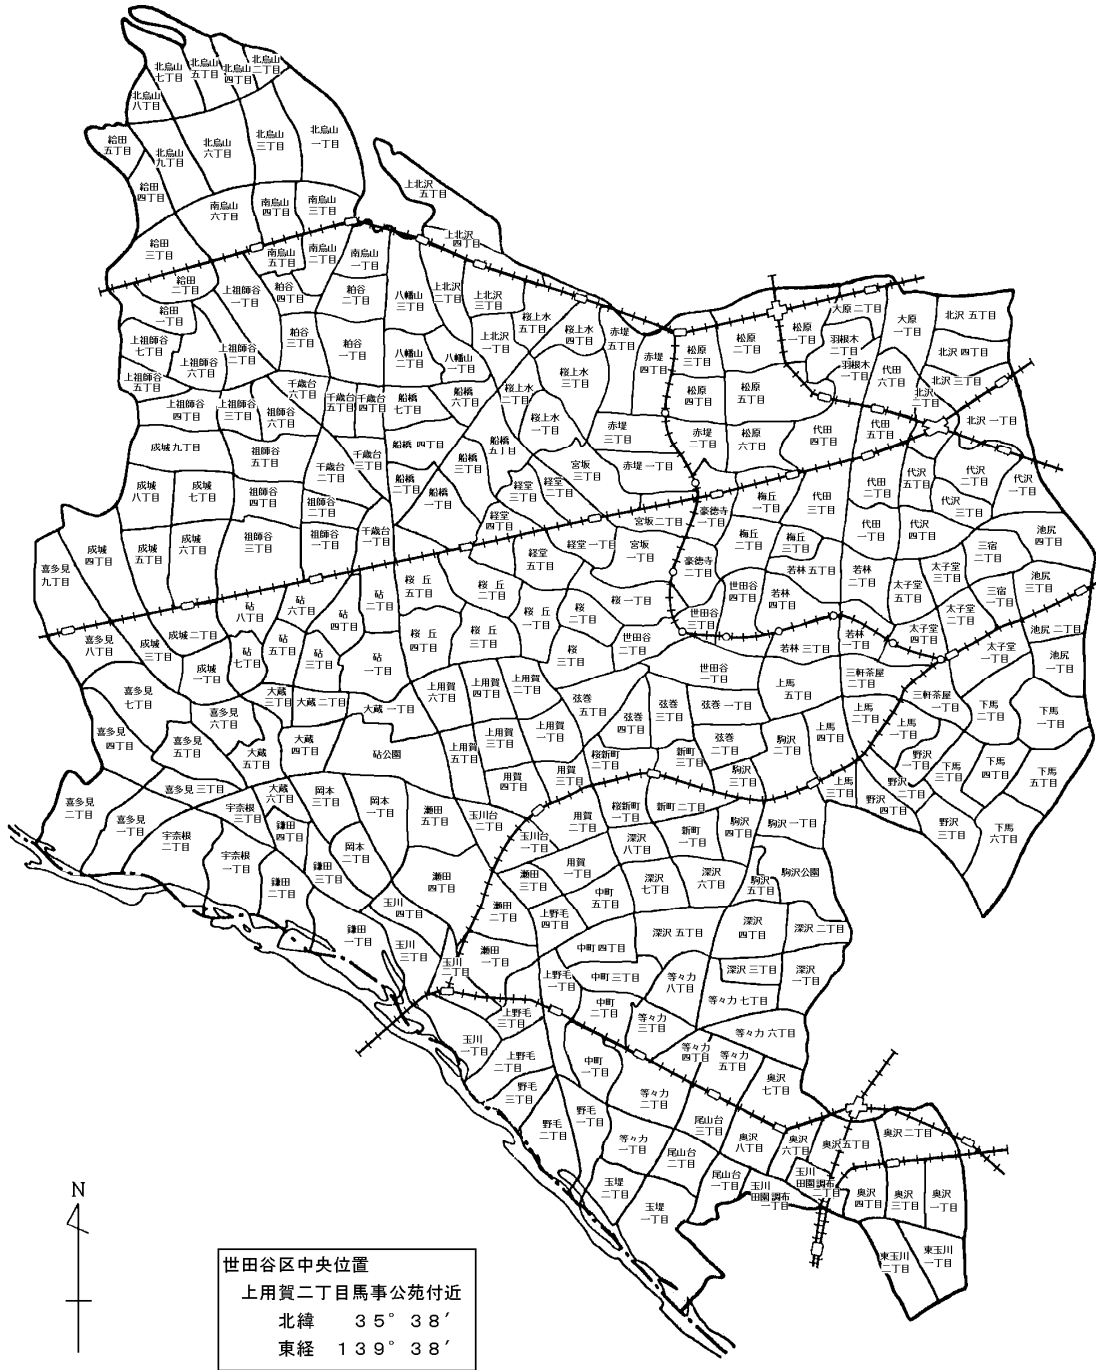 北烏山
七丁目
北烏山
五丁目
北烏山
四丁目
北烏山
二丁目
北烏山
八丁目
給田
五丁目
北烏山
九丁目
北烏山
六丁目
北烏山
三丁目
北烏山
一丁目
上北沢
五丁目
給田
四丁目
南烏山
六丁目
南烏山
四丁目
南烏山
三丁目
上北沢
四丁目
給田
三丁目
南烏山
五丁目
南烏山
二丁目
南烏山
一丁目
給田
二丁目
上祖師谷
一丁目
粕谷
四丁目
粕谷
二丁目
八幡山
三丁目
上北沢
二丁目
上北沢
三丁目
桜上水
五丁目
桜上水
四丁目
赤堤
五丁目
給田
一丁目
上祖師谷
七丁目
上祖師谷
二丁目
粕谷
三丁目
粕谷
一丁目
八幡山
二丁目
八幡山
一丁目
上北沢
一丁目
赤堤
四丁目
松原
三丁目
松原
二丁目
松原
一丁目
大原 二丁目
大原
一丁目
北沢 五丁目
羽根木
二丁目
羽根木
一丁目
代田
六丁目
北沢 四丁目
北沢 三丁目
北沢
二丁目
北沢 一丁目
上祖師谷
五丁目
上祖師谷
六丁目
上祖師谷
四丁目
上祖師谷
三丁目
祖師谷
六丁目
千歳台
六丁目
千歳台
五丁目
千歳台
四丁目
船橋
七丁目
船橋
六丁目
桜上水
二丁目
桜上水
三丁目
桜上水
一丁目
赤堤
三丁目
松原
四丁目
松原
五丁目
赤堤
二丁目
松原
六丁目
代田
四丁目
代田
五丁目
成城 九丁目
祖師谷
五丁目
千歳台
二丁目
千歳台
三丁目
船橋 四丁目
船橋
三丁目
船橋
五丁目
宮坂
三丁目
赤堤 一丁目
成城
八丁目
成城
七丁目
祖師谷
四丁目
祖師谷
二丁目
船橋
二丁目
船橋
一丁目
経堂
三丁目
経堂
二丁目
経堂
四丁目
宮坂 二丁目
豪徳寺
一丁目
梅丘
一丁目
代田
三丁目
代田
二丁目
代沢
五丁目
代沢
二丁目
代沢
一丁目
代沢
三丁目
喜多見
九丁目
成城
四丁目
成城
五丁目
成城
六丁目
祖師谷
三丁目
祖師谷
一丁目
千歳台
一丁目
経堂
五丁目
経堂 一丁目
宮坂
一丁目
豪徳寺
二丁目
梅丘
二丁目
梅丘
三丁目
代田
一丁目
代沢
四丁目
三宿
二丁目
池尻
四丁目
喜多見
八丁目
成城
三丁目
成城 二丁目
砧
八丁目
砧
六丁目
砧
四丁目
砧
二丁目
桜丘
五丁目
桜丘
二丁目
桜丘
一丁目
桜
二丁目
桜 一丁目
世田谷
三丁目
世田谷
四丁目
若林
四丁目
若林 五丁目
若林
二丁目
太子堂
五丁目
太子堂
三丁目
三宿
一丁目
池尻
三丁目
成城
一丁目
砧
七丁目
砧
五丁目
砧
三丁目
砧
一丁目
桜丘
四丁目
桜丘
三丁目
桜
三丁目
世田谷
二丁目
若林 三丁目
若林
一丁目
太子堂
四丁目
太子堂
二丁目
太子堂
一丁目
池尻 二丁目
池尻
一丁目
喜多見
七丁目
喜多見
六丁目
大蔵
三丁目
大蔵 二丁目
大蔵 一丁目
上用賀
六丁目
上用賀
四丁目
上用賀
二丁目
弦巻
五丁目
弦巻
四丁目
弦巻
三丁目
世田谷
一丁目
弦巻 一丁目
上馬
五丁目
三軒茶屋
二丁目
三軒茶屋
一丁目
下馬
二丁目
下馬
一丁目
喜多見
四丁目
喜多見
五丁目
大蔵
五丁目
大蔵
四丁目
砧公園
上用賀
五丁目
上用賀
三丁目
上用賀
一丁目
桜新町
二丁目
新町
三丁目
弦巻
二丁目
駒沢
二丁目
上馬
四丁目
上馬
二丁目
上馬
一丁目
野沢
一丁目
野沢
二丁目
下馬
三丁目
下馬
四丁目
下馬
五丁目
喜多見 三丁目
大蔵
六丁目
岡本
三丁目
岡本
一丁目
瀬田
五丁目
玉川台
二丁目
用賀
四丁目
用賀
三丁目
駒沢
三丁目
上馬
三丁目
野沢
四丁目
野沢
三丁目
下馬
六丁目
喜多見
二丁目
喜多見
一丁目
宇奈根
三丁目
宇奈根
二丁目
宇奈根
一丁目
鎌田
四丁目
鎌田
三丁目
鎌田
二丁目
岡本
二丁目
瀬田
四丁目
玉川台
一丁目
用賀
二丁目
桜新町
一丁目
新町 二丁目
新町
一丁目
駒沢
四丁目
駒沢 一丁目
駒沢公園
駒沢
五丁目
深沢
八丁目
深沢
七丁目
深沢
六丁目
用賀
一丁目
瀬田
三丁目
瀬田
二丁目
上野毛
四丁目
中町
五丁目
鎌田
一丁目
玉川
四丁目
玉川
三丁目
玉川
二丁目
瀬田
一丁目
中町 四丁目
深沢 五丁目
深沢
四丁目
深沢 二丁目
深沢 三丁目
深沢
一丁目
上野毛
一丁目
中町 三丁目
等々力
八丁目
等々力 七丁目
上野毛
三丁目
中町
二丁目
等々力
三丁目
等々力 六丁目
玉川
一丁目
上野毛
二丁目
中町
一丁目
等々力
四丁目
等々力
五丁目
奥沢
七丁目
野毛
三丁目
野毛
二丁目
野毛
一丁目
等々力
二丁目
等々力
一丁目
尾山台
三丁目
尾山台
二丁目
尾山台
一丁目
奥沢
八丁目
奥沢
六丁目
奥沢 五丁目
奥沢 二丁目
玉堤
二丁目
玉堤
一丁目
玉川
田園調布
一丁目
玉川
田園調布
二丁目
奥沢
四丁目
奥沢
三丁目
奥沢
一丁目
東玉川
二丁目
東玉川
一丁目
N
世田谷区中央位置
上用賀二丁目馬事公苑付近
北緯 35°38′
東経 139°38′